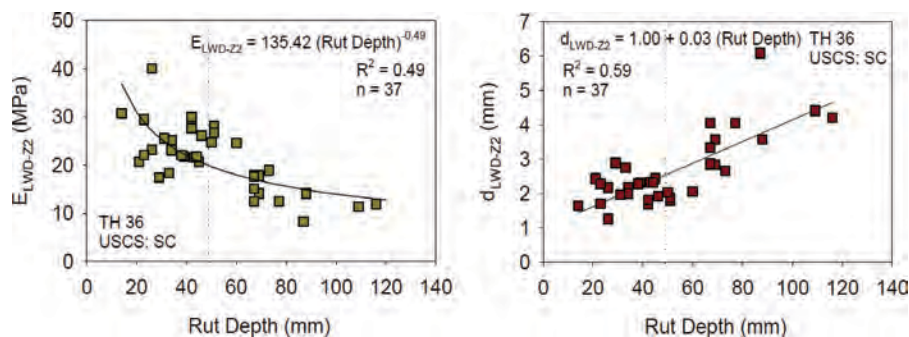 E_LWD-Z2 = 135.42 (Rut Depth)^-0.49
R² = 0.49
n = 37
TH 36
USCS: SC
E_LWD-Z2 (MPa)
50
40
30
20
10
0
0 20 40 60 80 100 120 140
Rut Depth (mm)
d_LWD-Z2 = 1.00 + 0.03 (Rut Depth)
R² = 0.59
n = 37
TH 36
USCS: SC
d_LWD-Z2 (mm)
7
6
5
4
3
2
1
0
0 20 40 60 80 100 120 140
Rut Depth (mm)